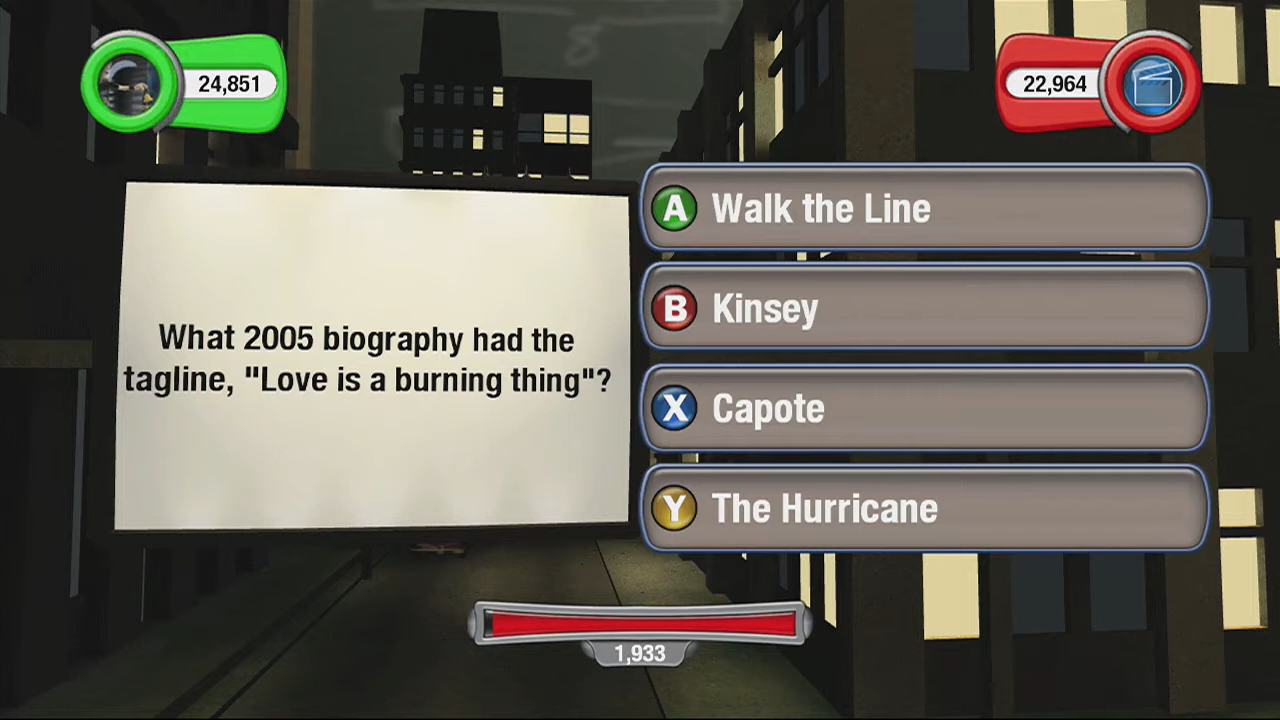 24,851
22,964
What 2005 biography had the
tagline, "Love is a burning thing"?
A Walk the Line
B Kinsey
X Capote
Y The Hurricane
1,933